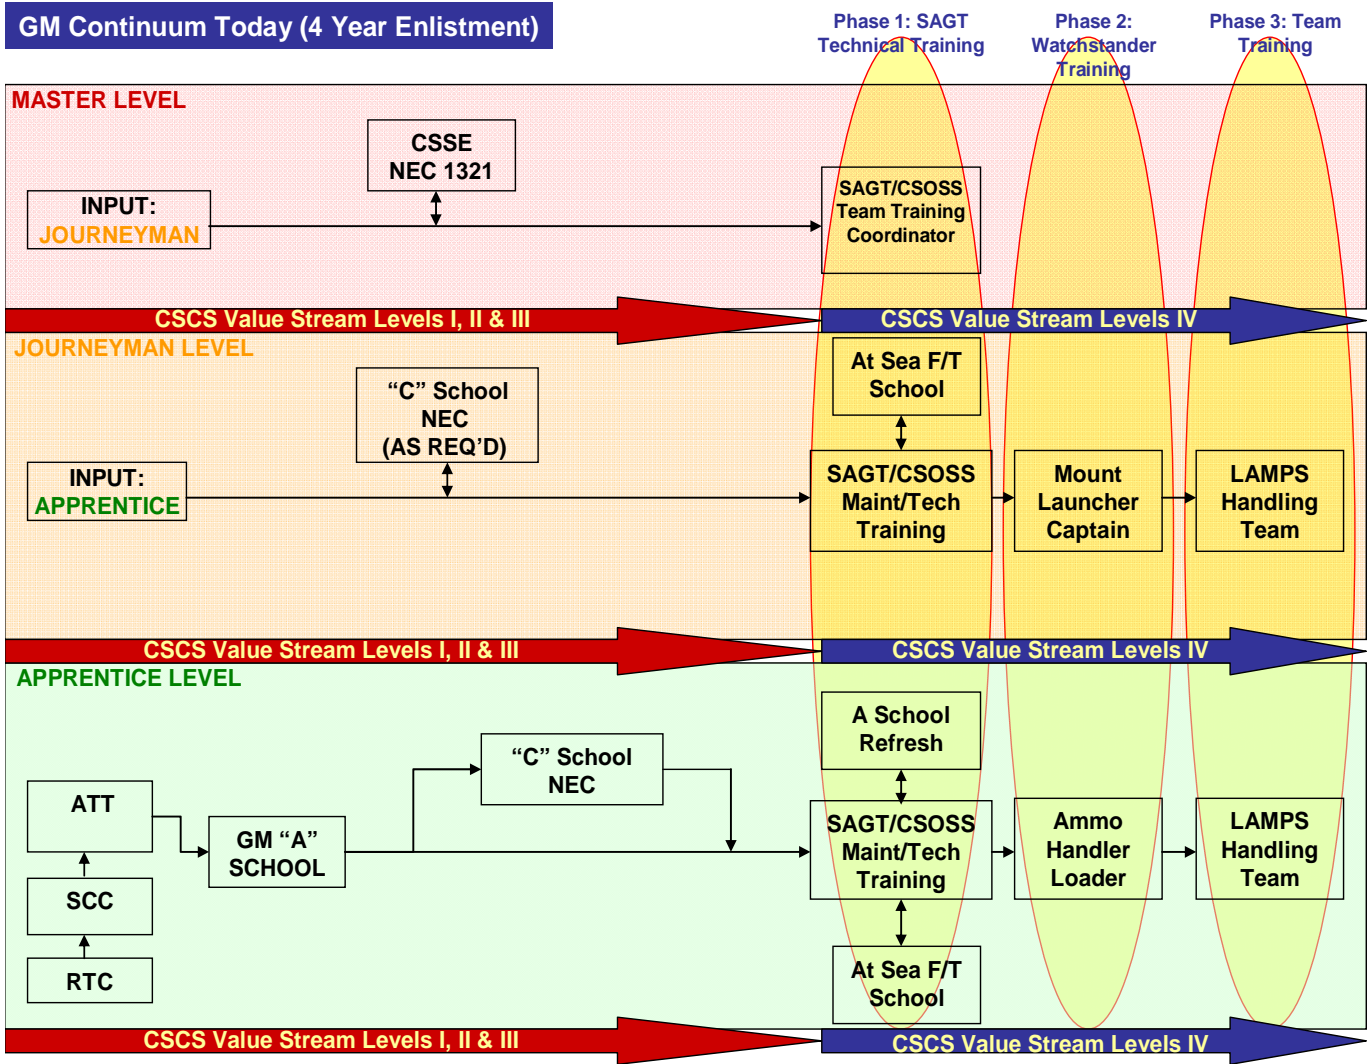 GM Continuum Today (4 Year Enlistment)
Phase 1: SAGT
Technical Training
Phase 2:
Watchstander
Training
Phase 3: Team
Training
MASTER LEVEL
CSSE
NEC 1321
INPUT:
JOURNEYMAN
SAGT/CSOSS
Team Training
Coordinator
CSCS Value Stream Levels I, II & III
CSCS Value Stream Levels IV
JOURNEYMAN LEVEL
At Sea F/T
School
“C” School
NEC
(AS REQ’D)
INPUT:
APPRENTICE
SAGT/CSOSS
Maint/Tech
Training
Mount
Launcher
Captain
LAMPS
Handling
Team
CSCS Value Stream Levels I, II & III
CSCS Value Stream Levels IV
APPRENTICE LEVEL
A School
Refresh
“C” School
NEC
ATT
GM “A”
SCHOOL
SAGT/CSOSS
Maint/Tech
Training
Ammo
Handler
Loader
LAMPS
Handling
Team
SCC
RTC
At Sea F/T
School
CSCS Value Stream Levels I, II & III
CSCS Value Stream Levels IV